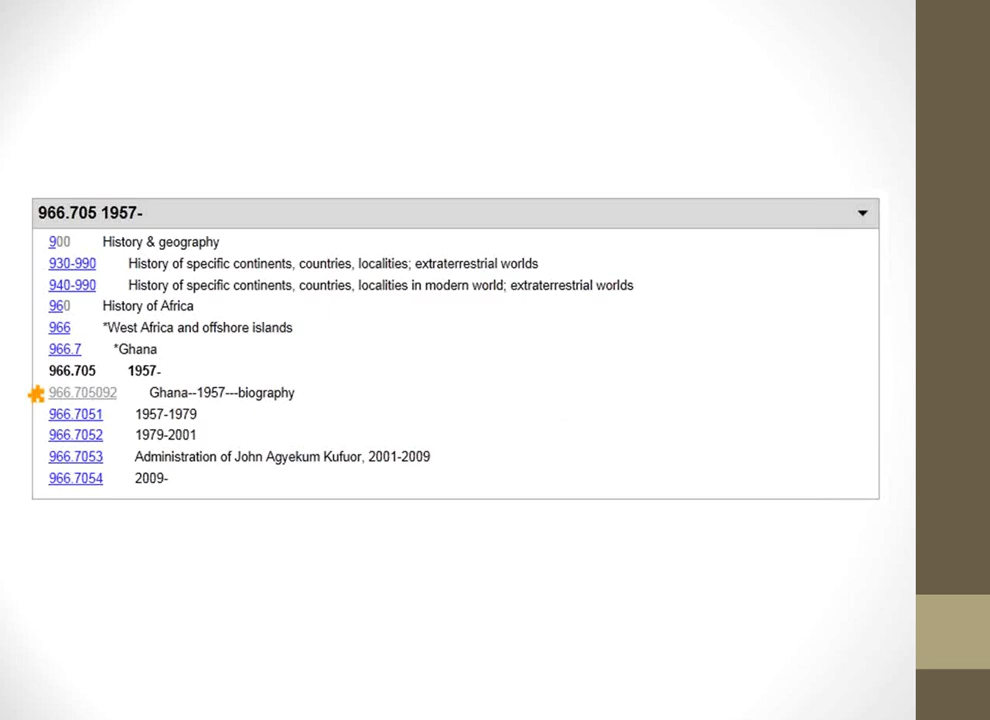 966.705 1957-
900 History & geography
930-990 History of specific continents, countries, localities; extraterrestrial worlds
940-990 History of specific continents, countries, localities in modern world; extraterrestrial worlds
960 History of Africa
966 *West Africa and offshore islands
966.7 *Ghana
966.705 1957-
966.705092 Ghana--1957---biography
966.7051 1957-1979
966.7052 1979-2001
966.7053 Administration of John Agyekum Kufuor, 2001-2009
966.7054 2009-